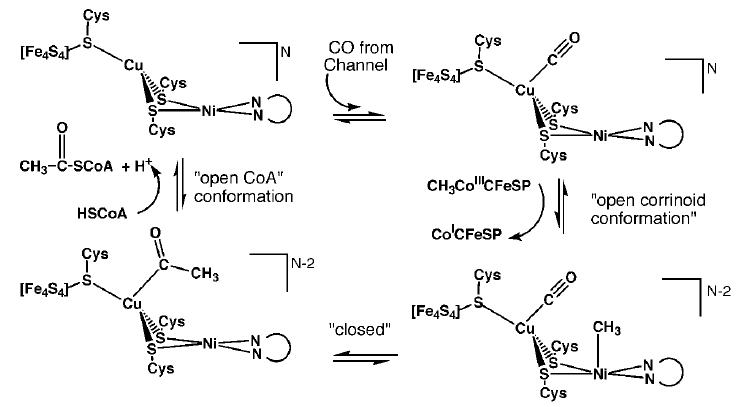 Cys
[Fe4S4] S
Cu
Cys
S
S Ni N
N
Cys
N
CO from
Channel
Cys
[Fe4S4] S
C O
Cu
Cys
S
S Ni N
N
Cys
N
O
CH3-C-SCoA + H+
HSCoA
"open CoA"
conformation
CH3CoIIICFeSP
CoICFeSP
"open corrinoid
conformation"
Cys
[Fe4S4] S
O
C CH3
Cu
Cys
S
S Ni N
N
Cys
N-2
"closed"
Cys
[Fe4S4] S
C O
Cu
CH3
Cys
S
S Ni N
N
Cys
N-2